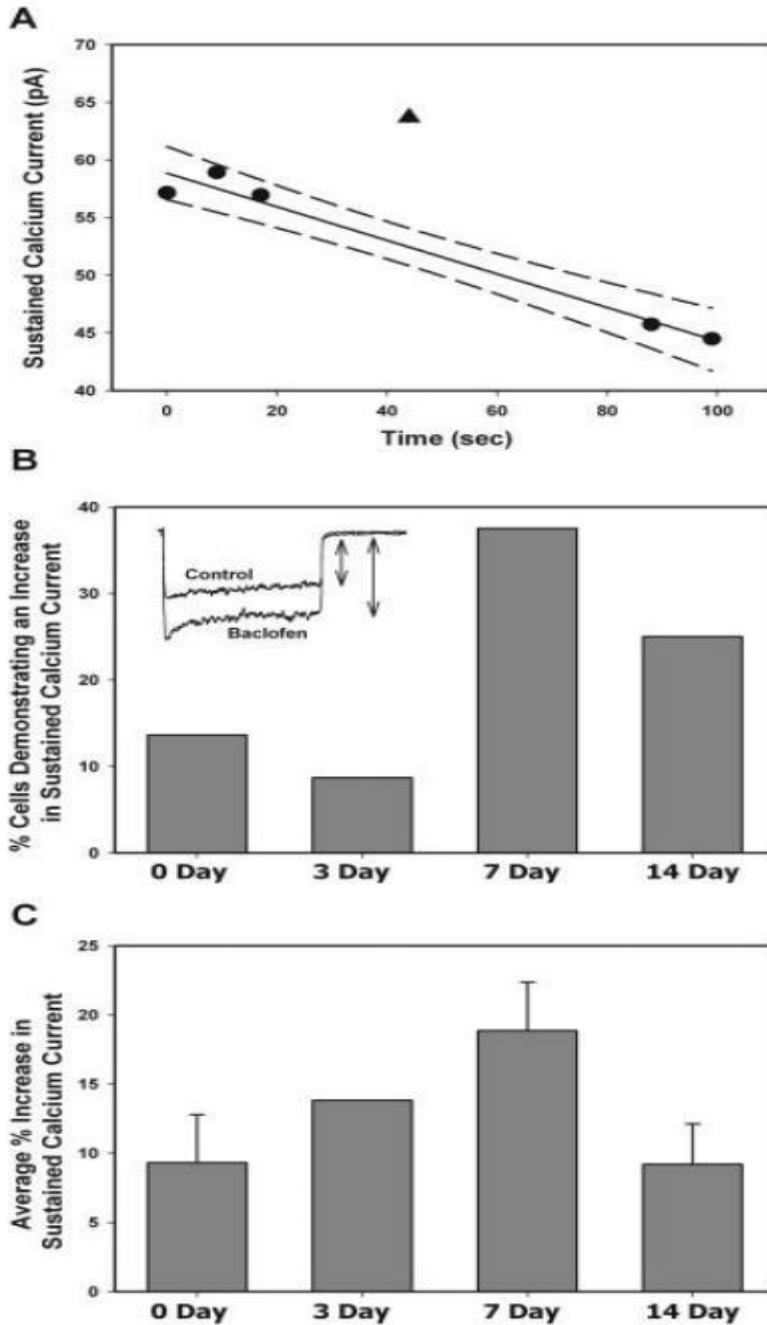 A
Sustained Calcium Current (pA)
70
65
60
55
50
45
40
0 20 40 60 80 100
Time (sec)
B
% Cells Demonstrating an Increase
in Sustained Calcium Current
40
30
20
10
0
Control
Baclofen
0 Day 3 Day 7 Day 14 Day
C
Average % Increase in
Sustained Calcium Current
25
20
15
10
5
0
0 Day 3 Day 7 Day 14 Day